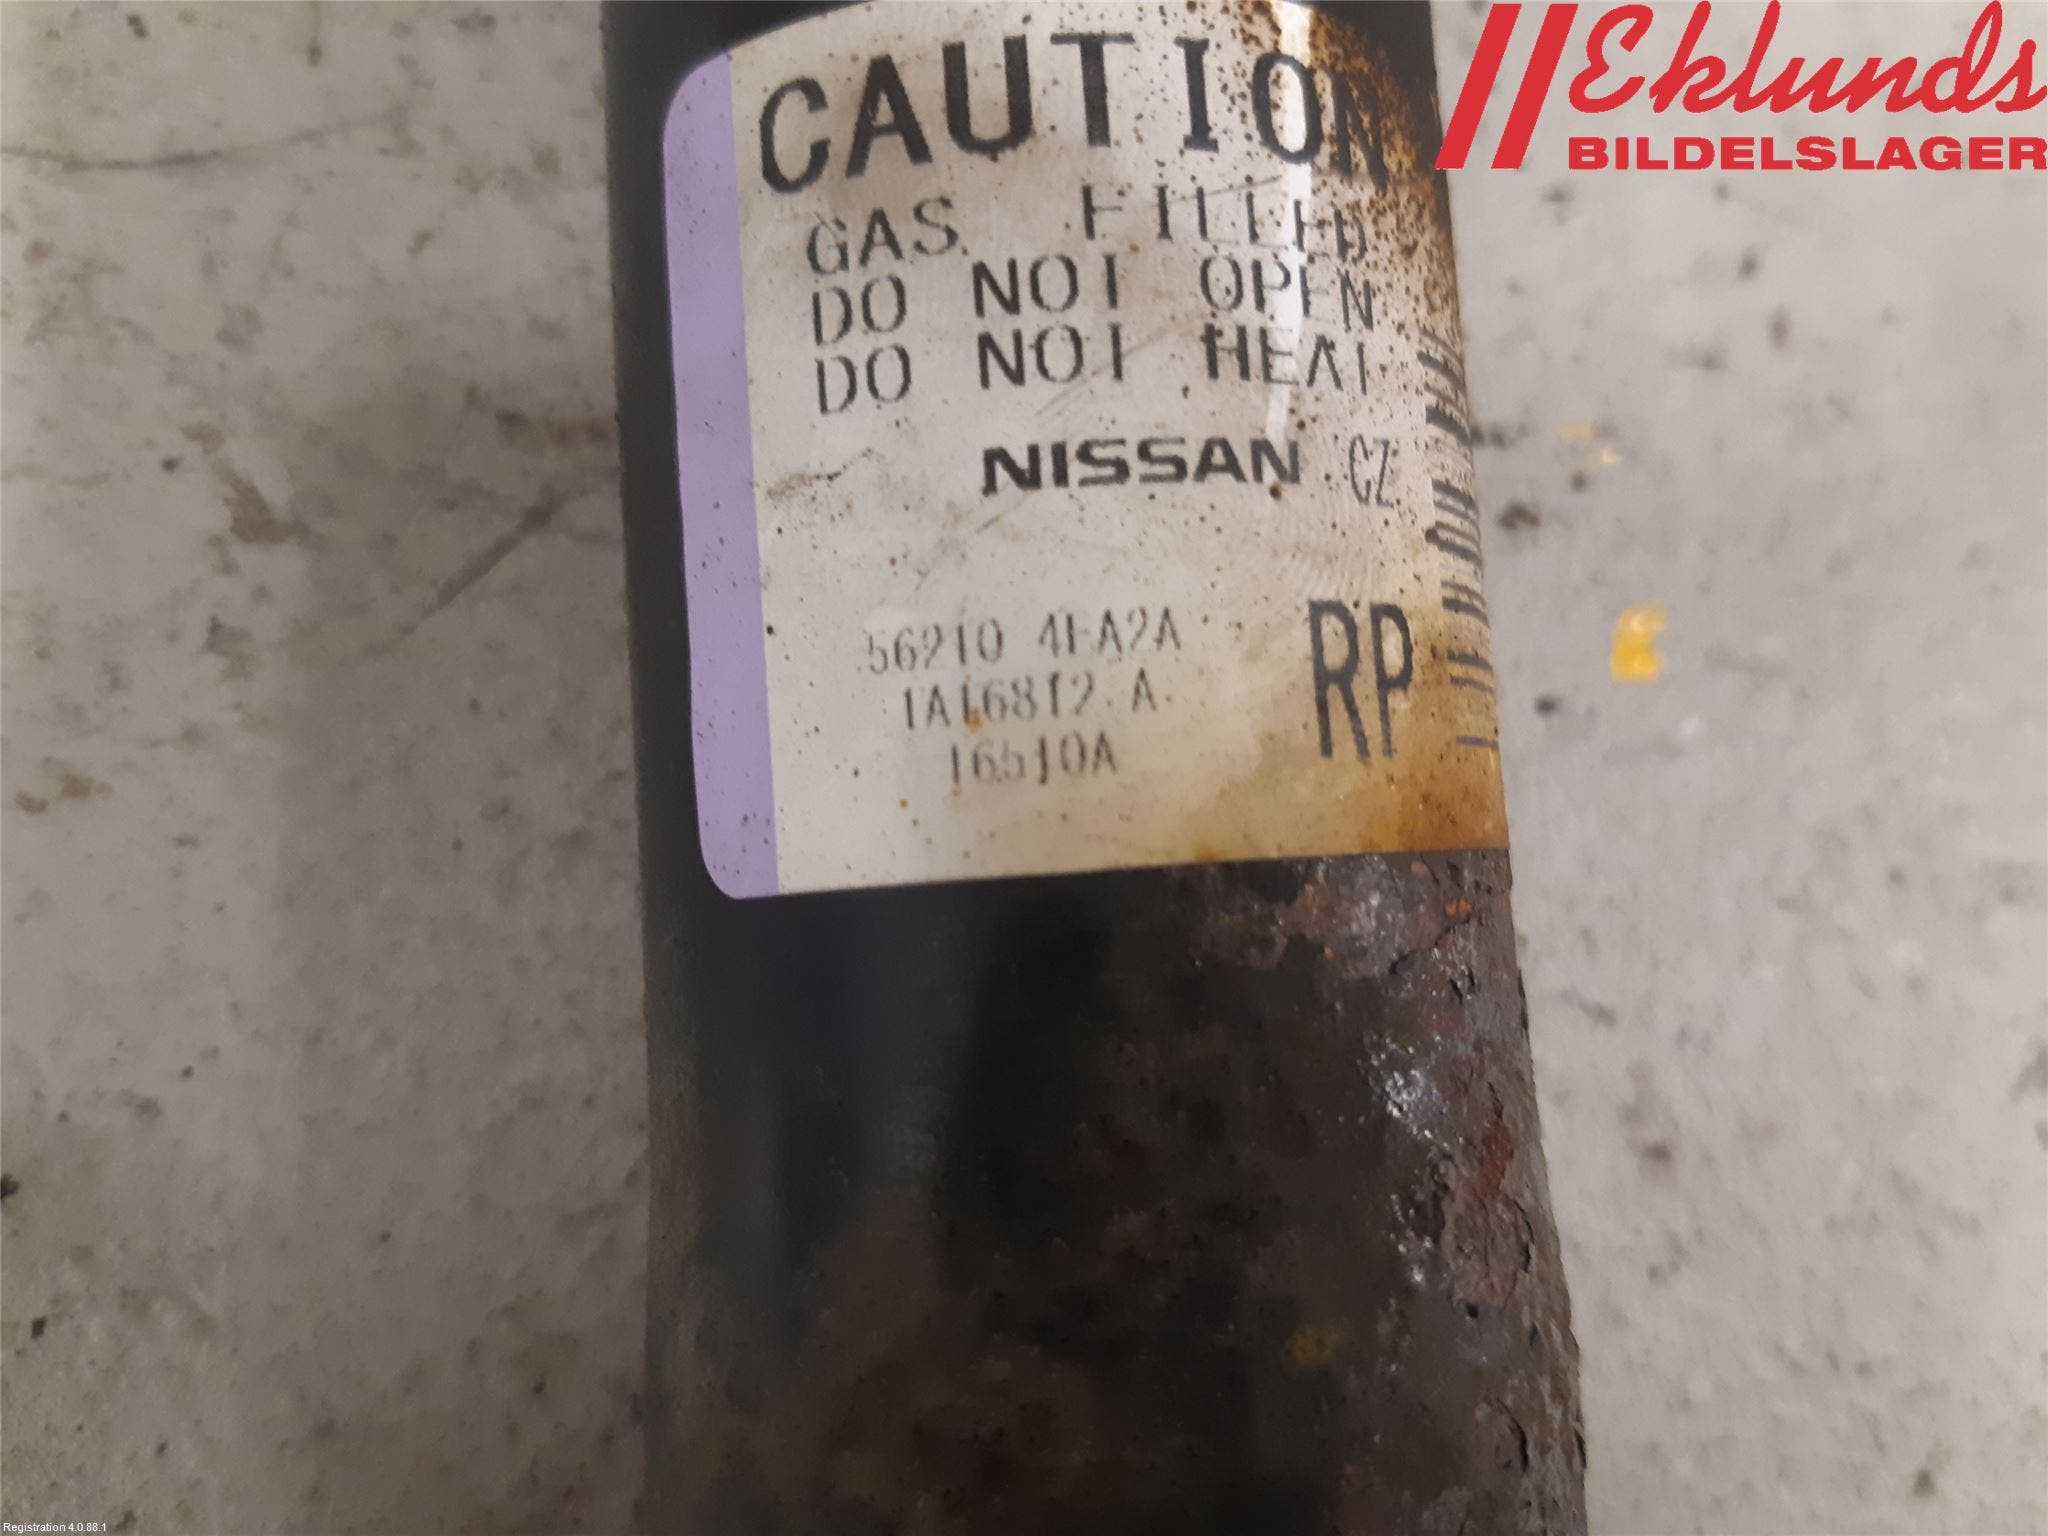 Eklunds
BILDELSLAGER
CAUTION
GAS FILLED
DO NOT OPEN
DO NOT HEAT
NISSAN CZ
56210 4EA2A
1A16812 A
RP
16510A
Registration 4.0.88.1